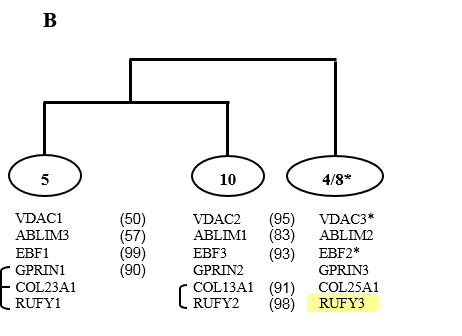 B
5 10 4/8*
VDAC1 (50) VDAC2 (95) VDAC3*
ABLIM3 (57) ABLIM1 (83) ABLIM2
EBF1 (99) EBF3 (93) EBF2*
GPRIN1 (90) GPRIN2 GPRIN3
COL23A1 COL13A1 (91) COL25A1
RUFY1 RUFY2 (98) RUFY3